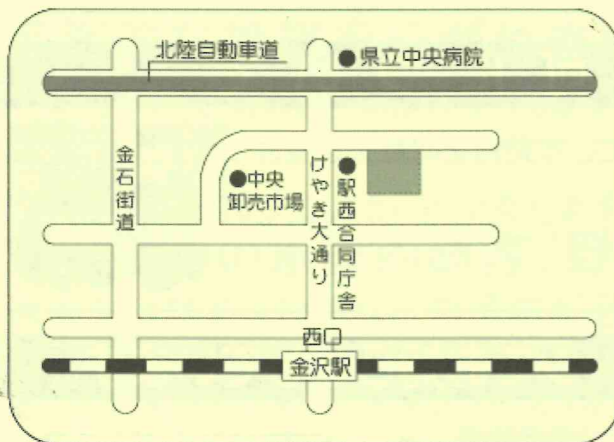 北陸自動車道
県立中央病院
金石街道
中央
卸売市場
けやき大通り
駅西合同庁舎
西口
金沢駅